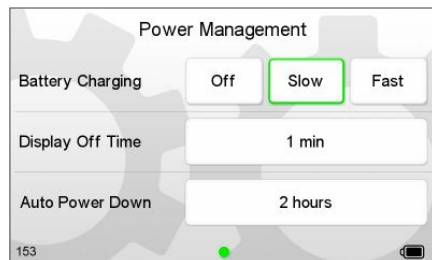 Power Management
Battery Charging Off Slow Fast
Display Off Time 1 min
Auto Power Down 2 hours
153